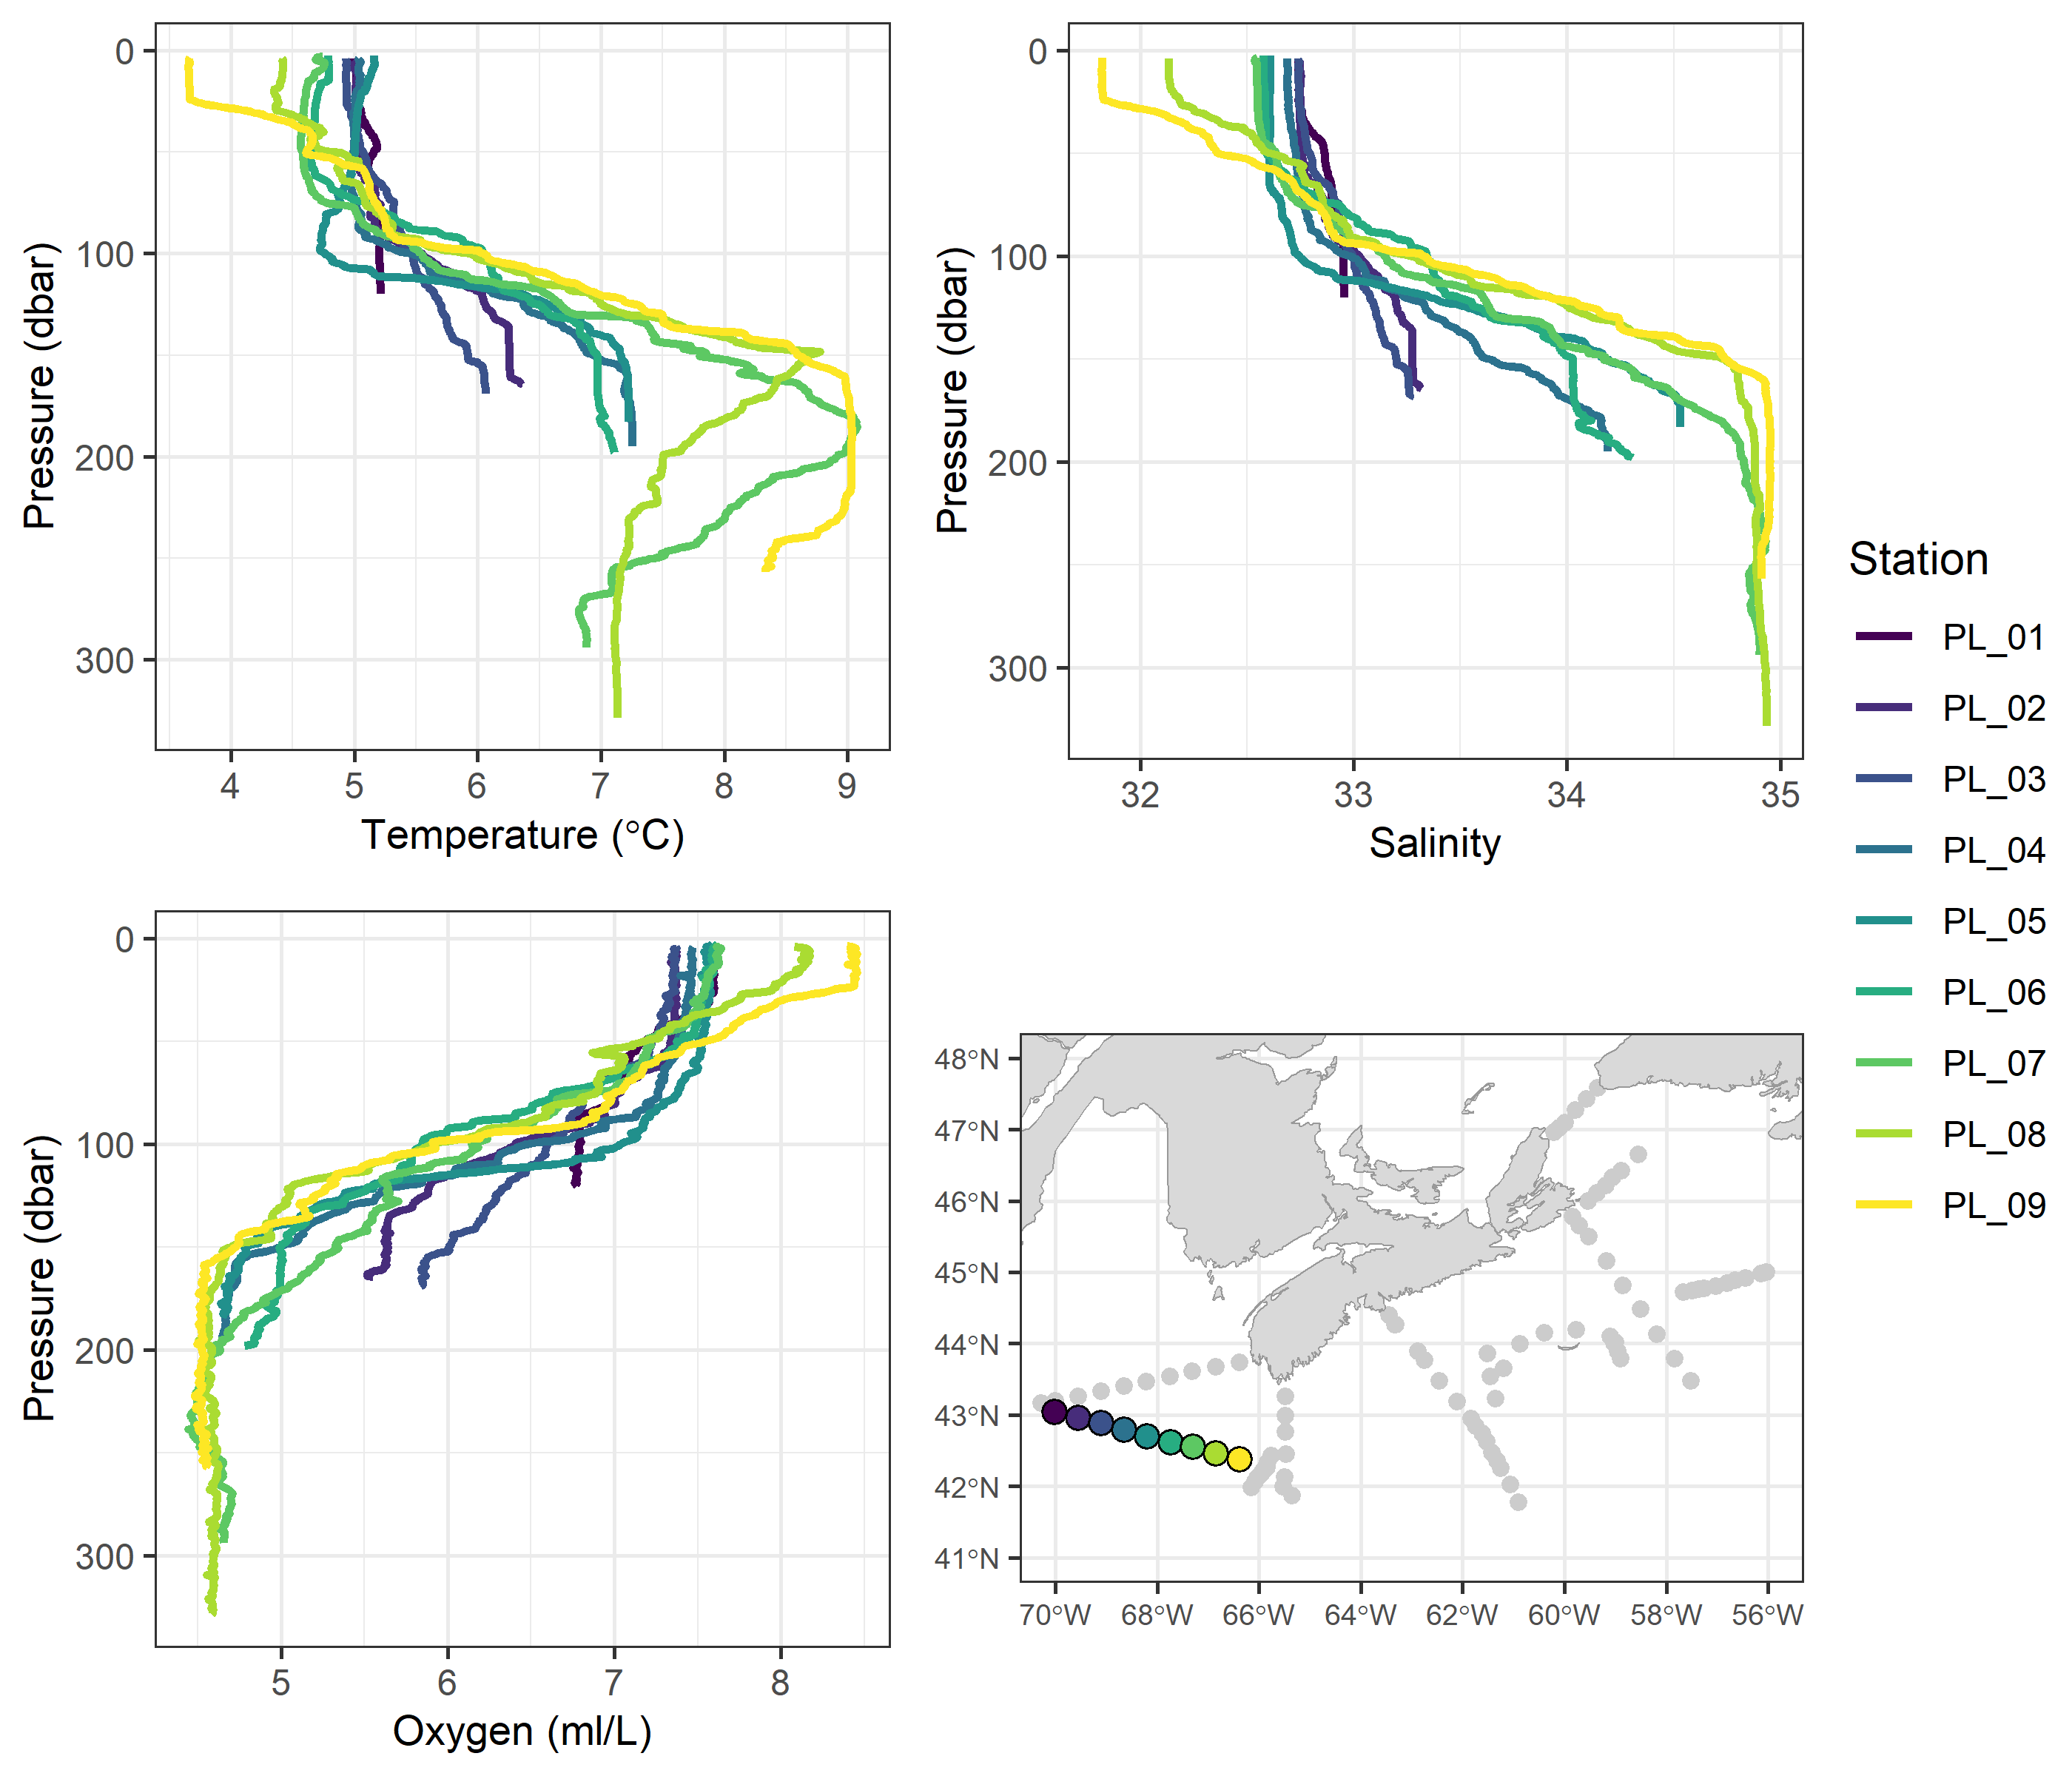 0
100
200
300
Pressure (dbar)
4 5 6 7 8 9
Temperature (°C)
0
100
200
300
Pressure (dbar)
32 33 34 35
Salinity
0
100
200
300
Pressure (dbar)
5 6 7 8
Oxygen (ml/L)
48°N
47°N
46°N
45°N
44°N
43°N
42°N
41°N
70°W 68°W 66°W 64°W 62°W 60°W 58°W 56°W
Station
PL_01
PL_02
PL_03
PL_04
PL_05
PL_06
PL_07
PL_08
PL_09